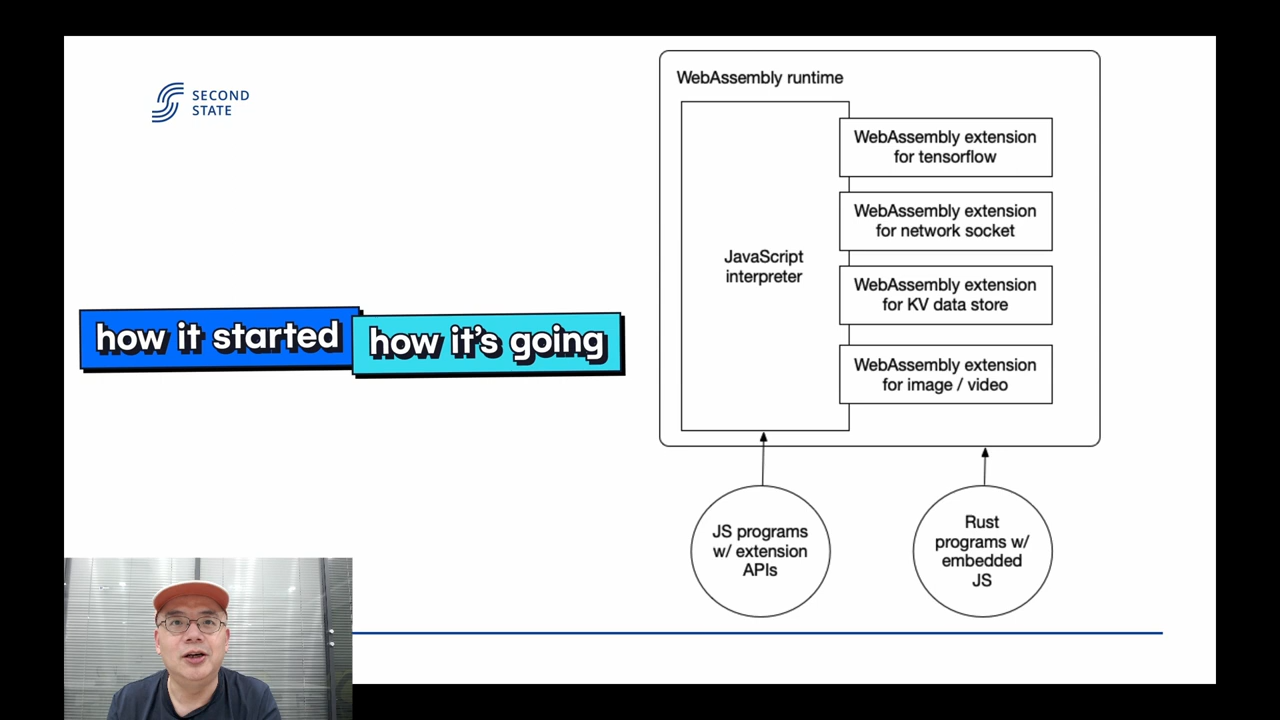 SECOND
STATE
how it started
how it's going
WebAssembly runtime
JavaScript
interpreter
WebAssembly extension
for tensorflow
WebAssembly extension
for network socket
WebAssembly extension
for KV data store
WebAssembly extension
for image / video
JS programs
w/ extension
APIs
Rust
programs w/
embedded
JS